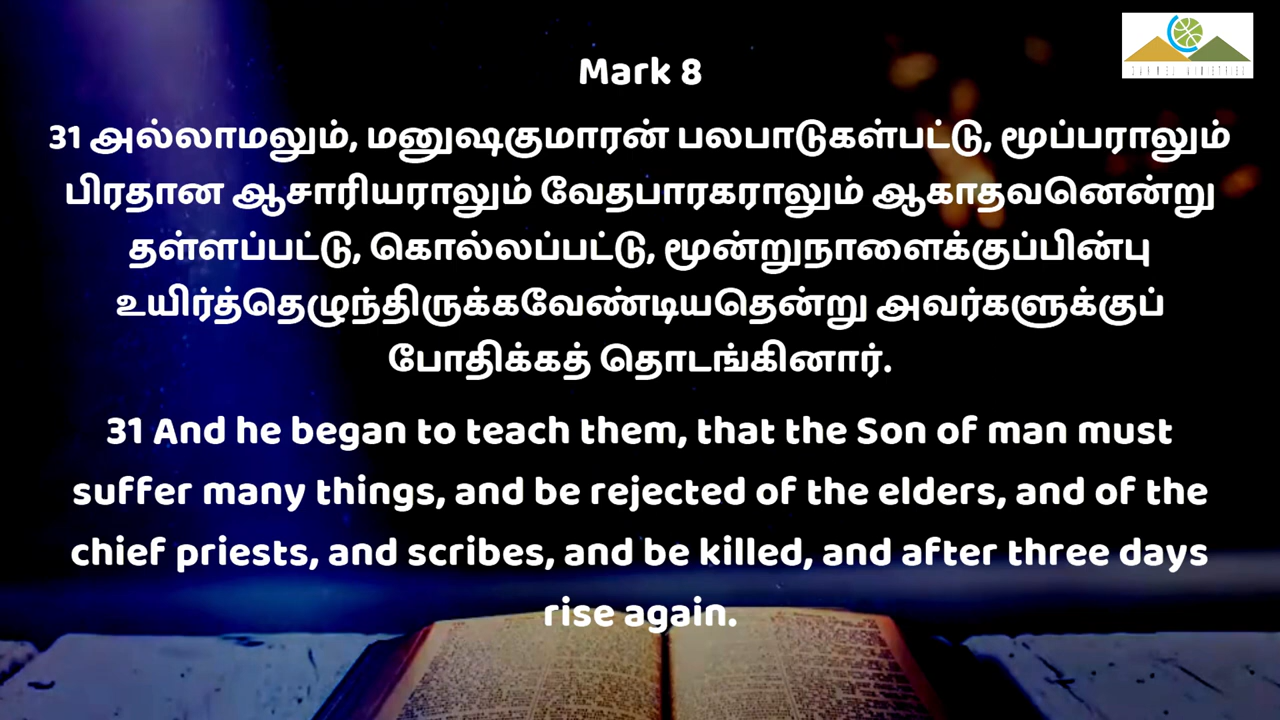 Mark 8
31 அல்லாமலும், மனுஷகுமாரன் பலபாடுகள்பட்டு, மூப்பராலும்
பிரதான ஆசாரியராலும் வேதபாரகராலும் ஆகாதவனென்று
தள்ளப்பட்டு, கொல்லப்பட்டு, மூன்றுநாளைக்குப்பின்பு
உயிர்த்தெழுந்திருக்கவேண்டியதென்று அவர்களுக்குப்
போதிக்கத் தொடங்கினார்.
31 And he began to teach them, that the Son of man must
suffer many things, and be rejected of the elders, and of the
chief priests, and scribes, and be killed, and after three days
rise again.